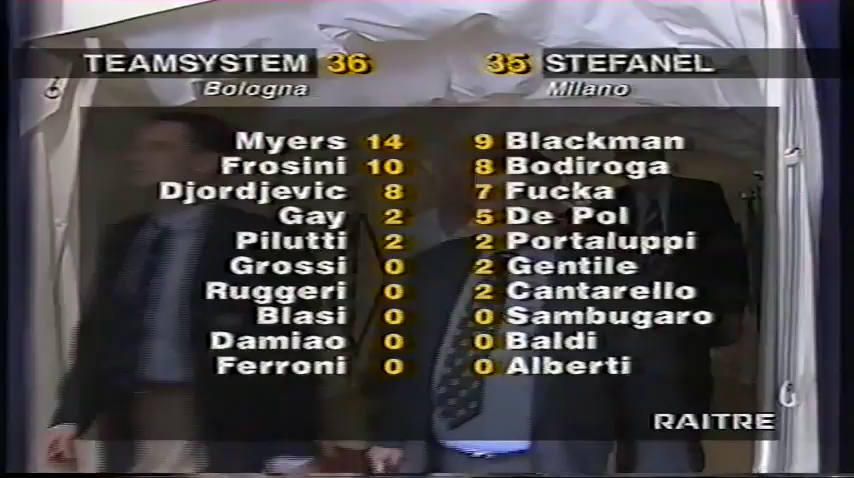 TEAMSYSTEM 36 35 STEFANEL
Bologna Milano
Myers 14 9 Blackman
Frosini 10 8 Bodiroga
Djordjevic 8 7 Fucka
Gay 2 5 De Pol
Pilutti 2 2 Portaluppi
Grossi 0 2 Gentile
Ruggeri 0 2 Cantarello
Blasi 0 0 Sambugaro
Damiao 0 0 Baldi
Ferroni 0 0 Alberti
RAITRE